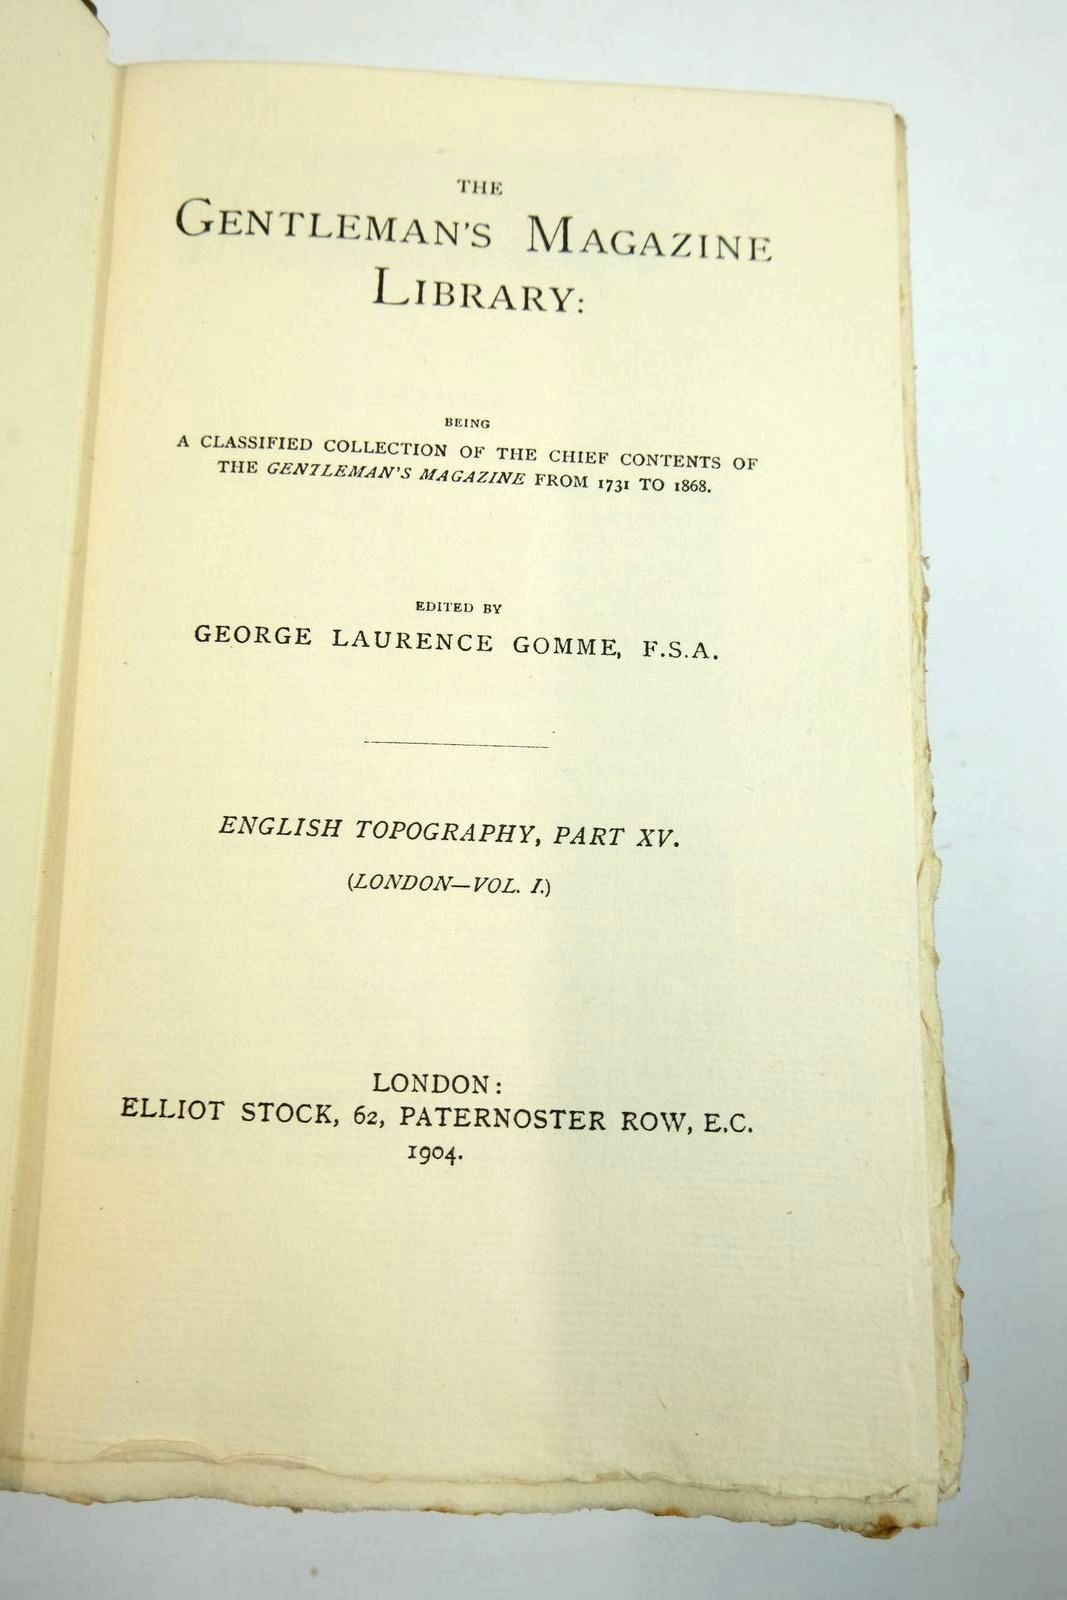 THE
GENTLEMAN'S MAGAZINE
LIBRARY:
BEING
A CLASSIFIED COLLECTION OF THE CHIEF CONTENTS OF
THE GENTLEMAN'S MAGAZINE FROM 1731 TO 1868.
EDITED BY
GEORGE LAURENCE GOMME, F.S.A.
ENGLISH TOPOGRAPHY, PART XV.
(LONDON—VOL. I.)
LONDON:
ELLIOT STOCK, 62, PATERNOSTER ROW, E.C.
1904.